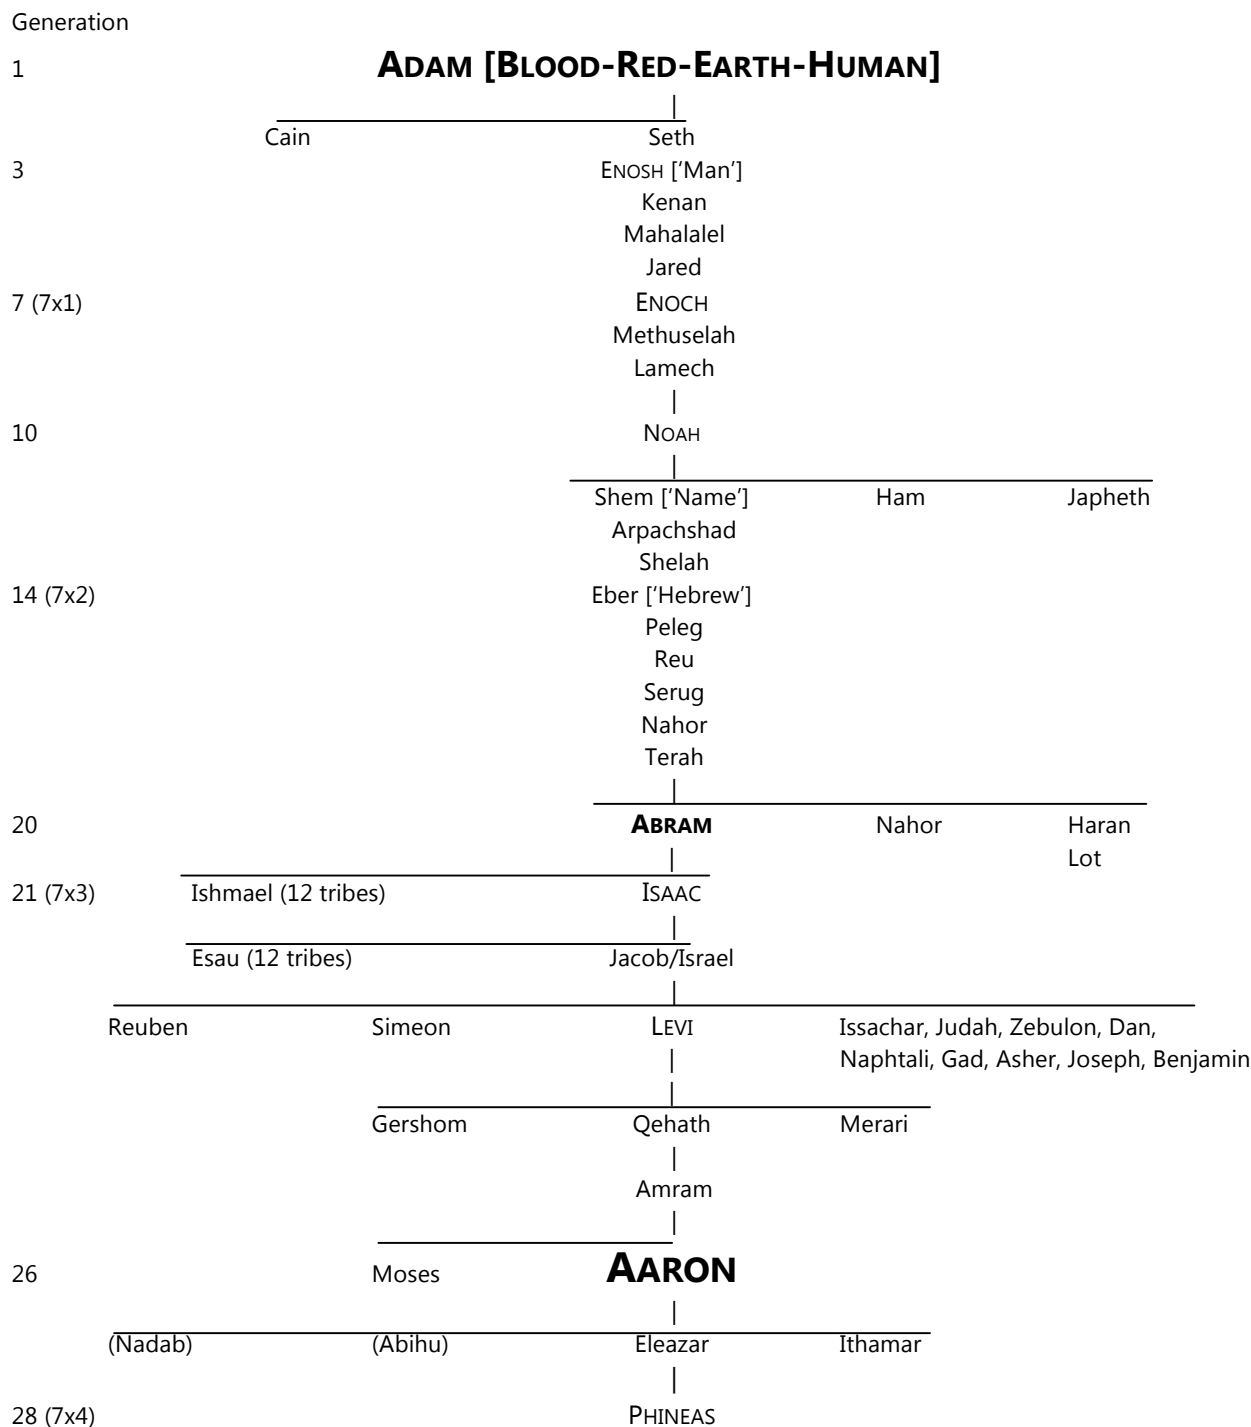 Generation
1 ADAM [BLOOD-RED-EARTH-HUMAN]
Cain Seth
3 ENOSH [‘Man’]
Kenan
Mahalalel
Jared
7 (7x1) ENOCH
Methuselah
Lamech
10 NOAH
Shem [‘Name’] Ham Japheth
Arpachshad
Shelah
14 (7x2) Eber [‘Hebrew’]
Peleg
Reu
Serug
Nahor
Terah
20 ABRAM Nahor Haran
Lot
21 (7x3) Ishmael (12 tribes) ISAAC
Esau (12 tribes) Jacob/Israel
Reuben Simeon LEVI Issachar, Judah, Zebulon, Dan,
Naphtali, Gad, Asher, Joseph, Benjamin
Gershom Qehath Merari
Amram
26 Moses AARON
(Nadab) (Abihu) Eleazar Ithamar
28 (7x4) PHINEAS